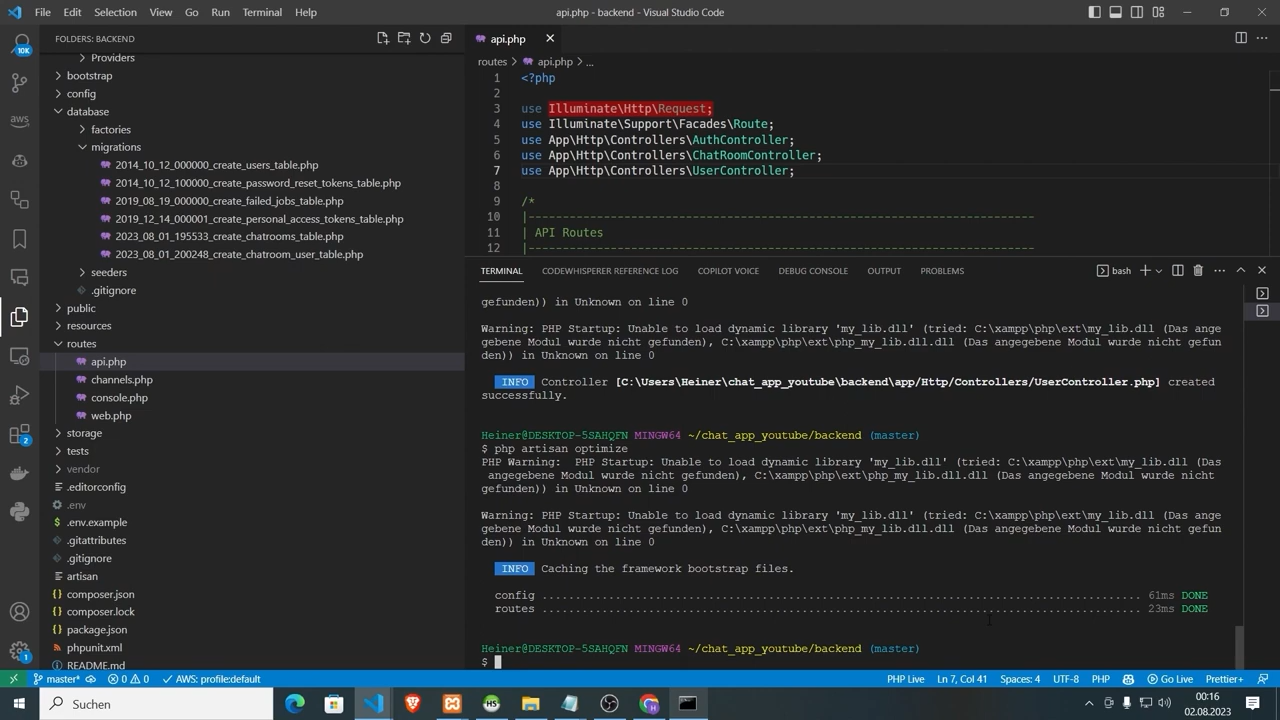 File Edit Selection View Go Run Terminal Help
api.php - backend - Visual Studio Code
FOLDERS: BACKEND
10K
aws
2
1
Providers
bootstrap
config
database
factories
migrations
2014_10_12_000000_create_users_table.php
2014_10_12_100000_create_password_reset_tokens_table.php
2019_08_19_000000_create_failed_jobs_table.php
2019_12_14_000001_create_personal_access_tokens_table.php
2023_08_01_195533_create_chatrooms_table.php
2023_08_01_200248_create_chatroom_user_table.php
seeders
.gitignore
public
resources
routes
api.php
channels.php
console.php
web.php
storage
tests
vendor
.editorconfig
.env
.env.example
.gitattributes
.gitignore
artisan
composer.json
composer.lock
package.json
phpunit.xml
README.md
api.php
routes > api.php > ...
1 <?php
2
3 use Illuminate\Http\Request;
4 use Illuminate\Support\Facades\Route;
5 use App\Http\Controllers\AuthController;
6 use App\Http\Controllers\ChatRoomController;
7 use App\Http\Controllers\UserController;
8
9 /*
10 |--------------------------------------------------------------------------
11 | API Routes
12 |--------------------------------------------------------------------------
TERMINAL CODEWHISPERER REFERENCE LOG COPILOT VOICE DEBUG CONSOLE OUTPUT PROBLEMS
bash
gefunden)) in Unknown on line 0
Warning: PHP Startup: Unable to load dynamic library 'my_lib.dll' (tried: C:\xampp\php\ext\my_lib.dll (Das ange
gebene Modul wurde nicht gefunden), C:\xampp\php\ext\php_my_lib.dll.dll (Das angegebene Modul wurde nicht gefun
den)) in Unknown on line 0
INFO Controller [C:\Users\Heiner\chat_app_youtube\backend\app/Http/Controllers/UserController.php] created
successfully.
Heiner@DESKTOP-5SAHQFN MINGW64 ~/chat_app_youtube/backend (master)
$ php artisan optimize
PHP Warning:  PHP Startup: Unable to load dynamic library 'my_lib.dll' (tried: C:\xampp\php\ext\my_lib.dll (Das
 angegebene Modul wurde nicht gefunden), C:\xampp\php\ext\php_my_lib.dll.dll (Das angegebene Modul wurde nicht
gefunden)) in Unknown on line 0
Warning: PHP Startup: Unable to load dynamic library 'my_lib.dll' (tried: C:\xampp\php\ext\my_lib.dll (Das ange
gebene Modul wurde nicht gefunden), C:\xampp\php\ext\php_my_lib.dll.dll (Das angegebene Modul wurde nicht gefun
den)) in Unknown on line 0
INFO Caching the framework bootstrap files.
config ........................................................................................ 61ms DONE
routes ........................................................................................ 23ms DONE
Heiner@DESKTOP-5SAHQFN MINGW64 ~/chat_app_youtube/backend (master)
$
master* 0 0 AWS: profile:default
PHP Live Ln 7, Col 41 Spaces: 4 UTF-8 PHP Go Live Prettier+
Suchen
00:16
02.08.2023